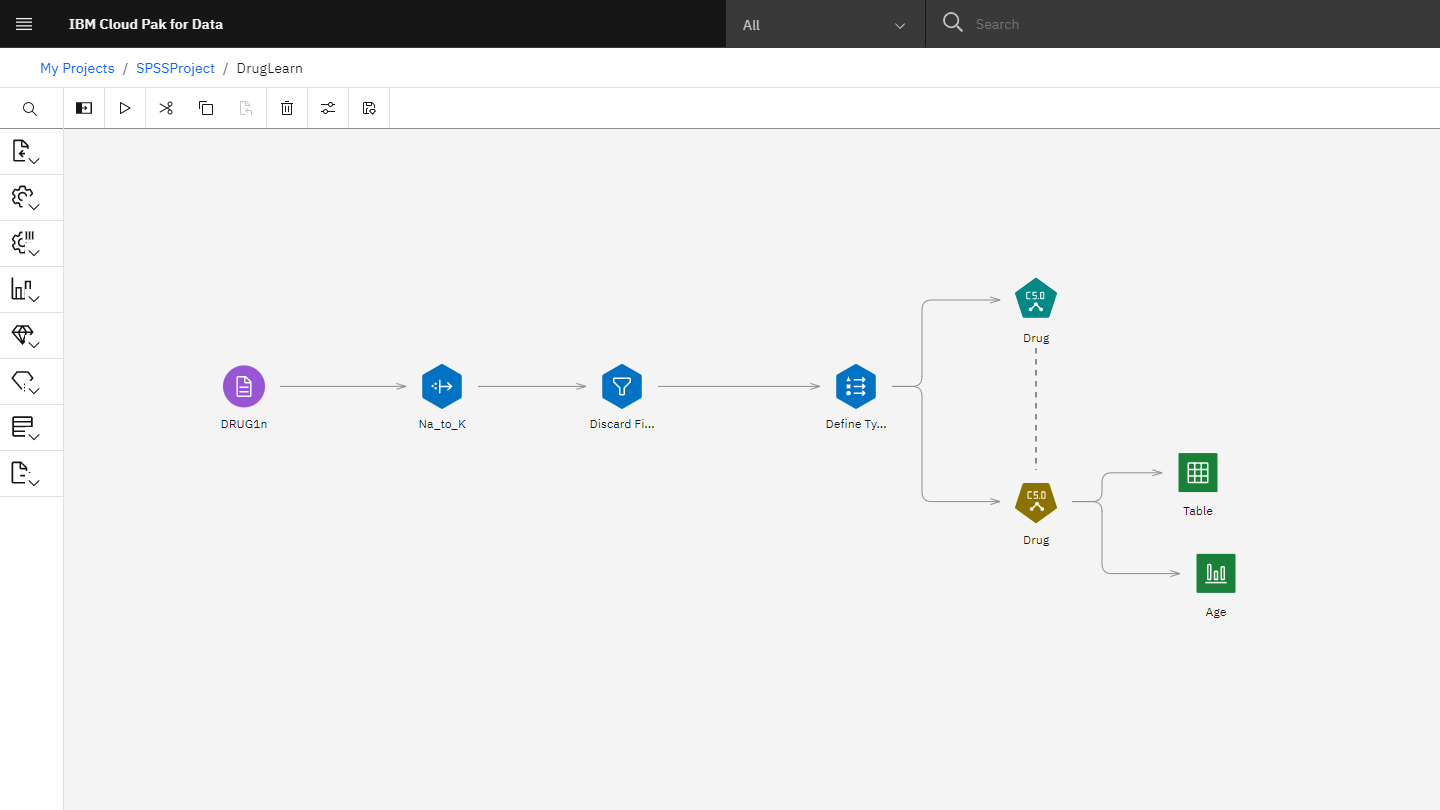 IBM Cloud Pak for Data
All
Search
My Projects / SPSSProject / DrugLearn
C5.0
Drug
DRUG1n
Na_to_K
Discard Fi...
Define Ty...
C5.0
Drug
Table
Age